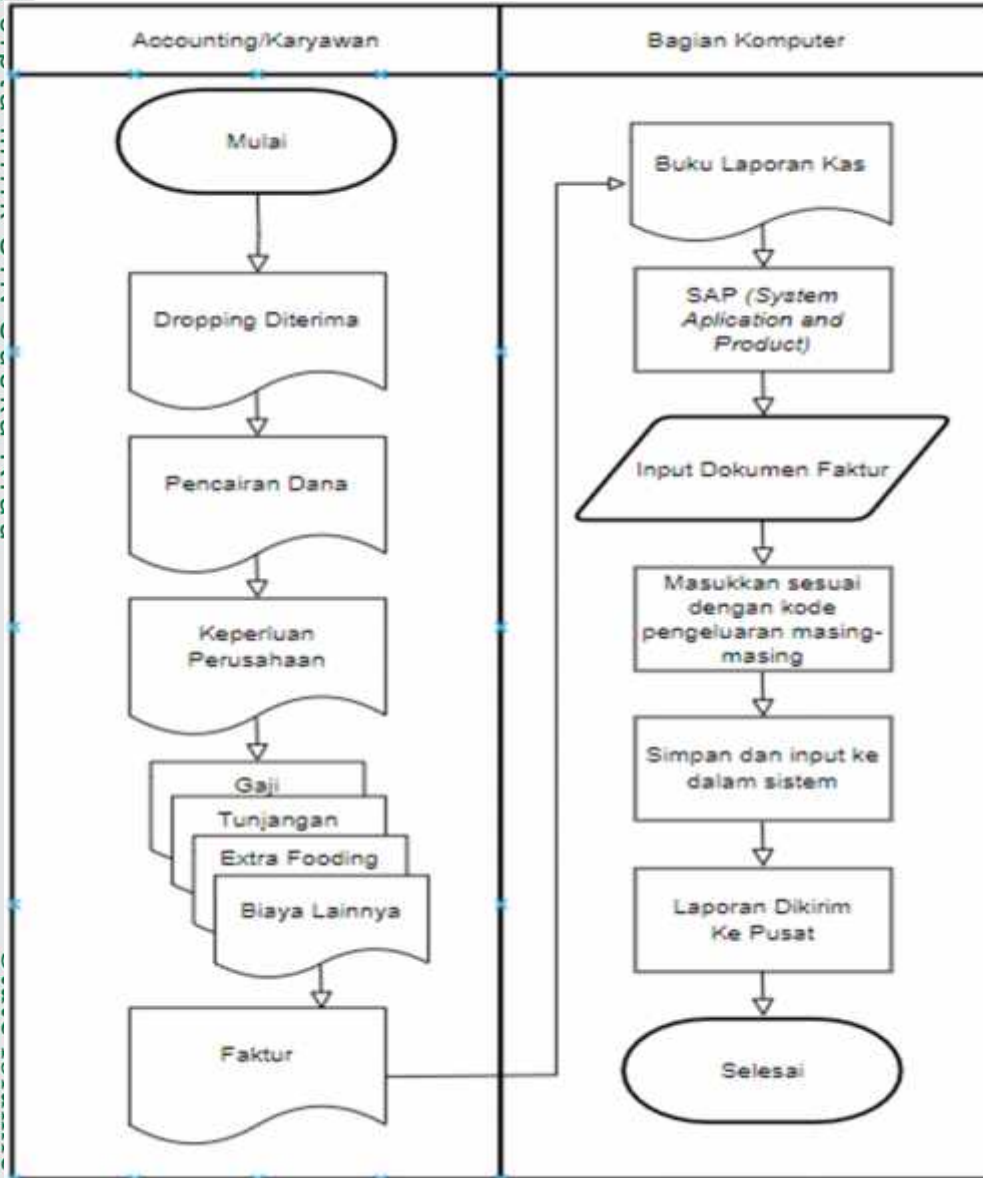 Accounting/Karyawan
Bagian Komputer
Mulai
Dropping Diterima
Pencairan Dana
Keperluan
Perusahaan
Gaji
Tunjangan
Extra Fooding
Biaya Lainnya
Faktur
Buku Laporan Kas
SAP (System
Aplication and
Product)
Input Dokumen Faktur
Masukkan sesuai
dengan kode
pengeluaran masing-
masing
Simpan dan input ke
dalam sistem
Laporan Dikirim
Ke Pusat
Selesai